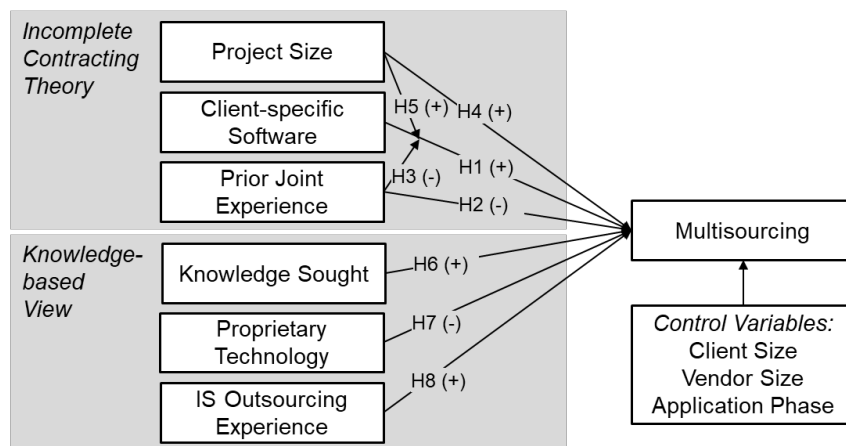 Incomplete
Contracting
Theory
Project Size
H5 (+)
H4 (+)
Client-specific
Software
H1 (+)
H3 (-)
Prior Joint
Experience
H2 (-)
Multisourcing
Knowledge-
based
View
Knowledge Sought
H6 (+)
Proprietary
Technology
H7 (-)
IS Outsourcing
Experience
H8 (+)
Control Variables:
Client Size
Vendor Size
Application Phase